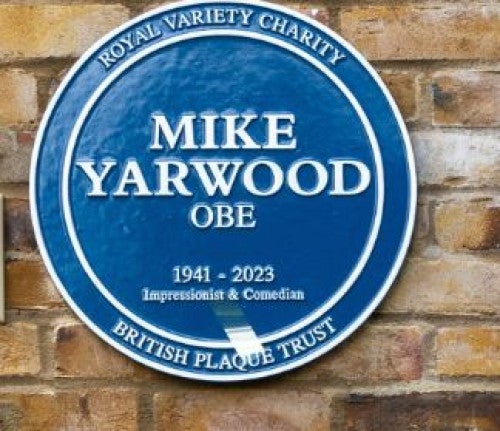 ROYAL VARIETY CHARITY
MIKE
YARWOOD
OBE
1941 - 2023
Impressionist & Comedian
BRITISH PLAQUE TRUST